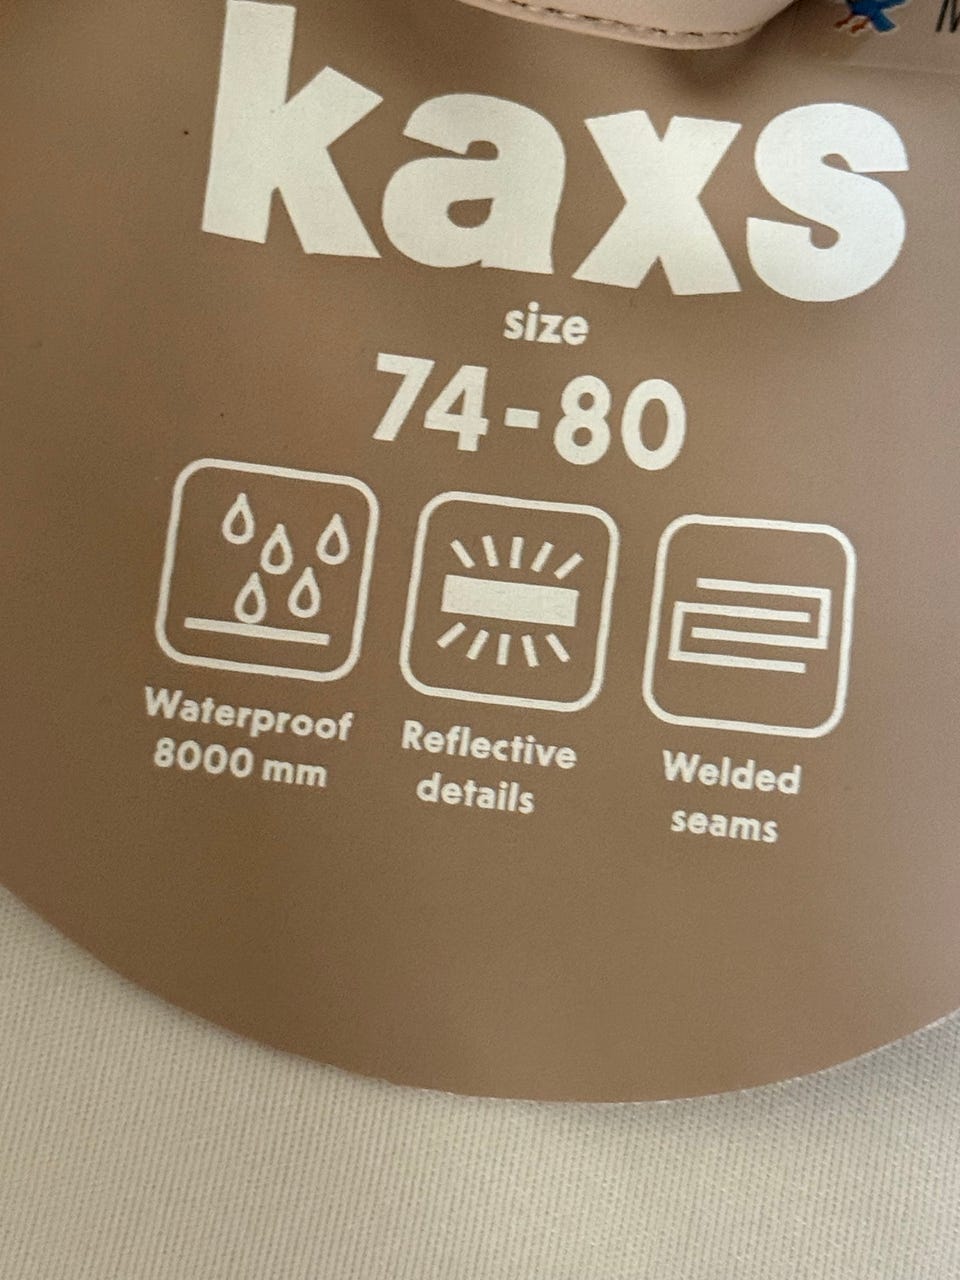 kaxs
size
74-80
Waterproof
8000 mm
Reflective
details
Welded
seams